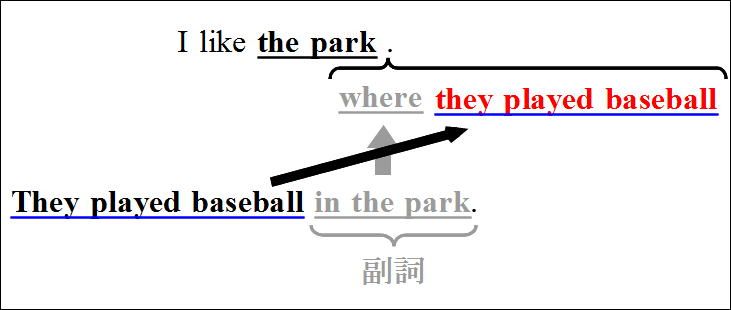 I like the park .
where they played baseball
They played baseball in the park.
副詞